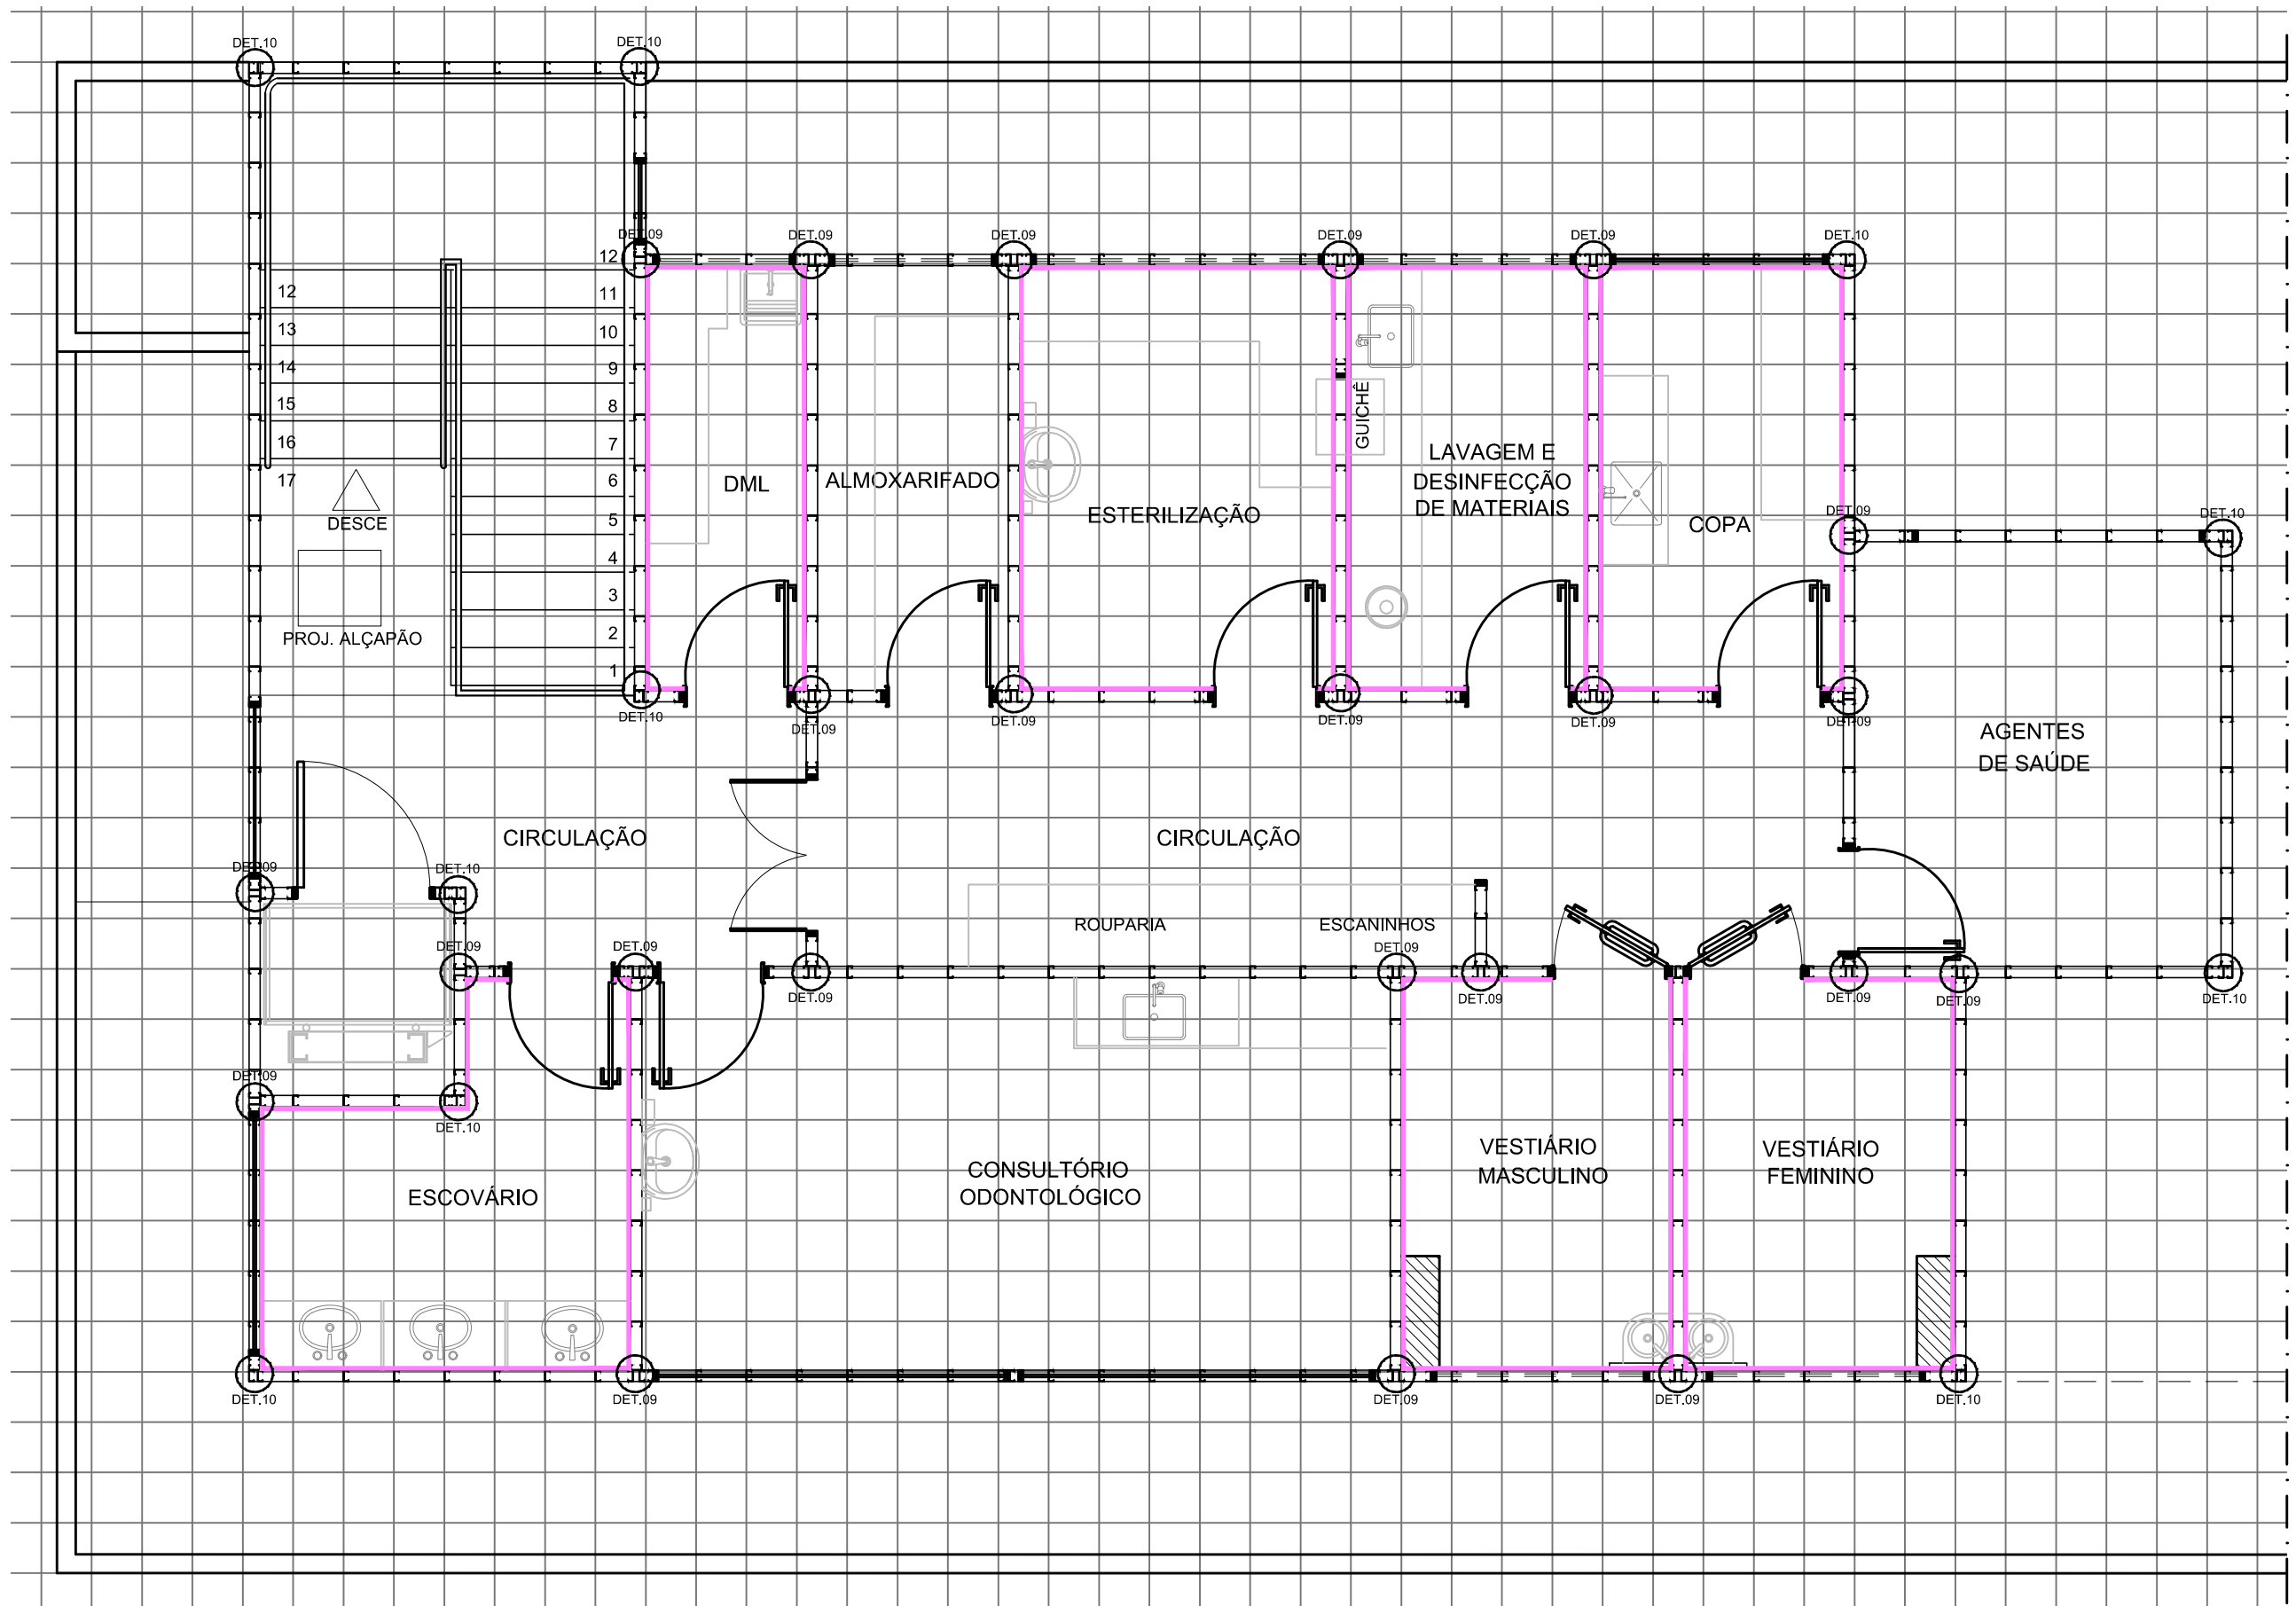 DET.10
DET.10
DET.09
DET.09
DET.09
DET.09
DET.09
DET.10
12
11
10
9
8
7
6
5
4
3
2
1
12
13
14
15
16
17
DESCE
PROJ. ALÇAPÃO
DML
ALMOXARIFADO
ESTERILIZAÇÃO
GUICHÊ
LAVAGEM E
DESINFECÇÃO
DE MATERIAIS
COPA
DET.09
DET.10
DET.10
DET.09
DET.09
DET.09
DET.09
DET.09
AGENTES
DE SAÚDE
CIRCULAÇÃO
CIRCULAÇÃO
DET.09
DET.10
ROUPARIA
ESCANINHOS
DET.09
DET.09
DET.09
DET.09
DET.09
DET.09
DET.09
DET.10
DET.09
DET.10
ESCOVÁRIO
CONSULTÓRIO
ODONTOLÓGICO
VESTIÁRIO
MASCULINO
VESTIÁRIO
FEMININO
DET.10
DET.09
DET.09
DET.09
DET.10